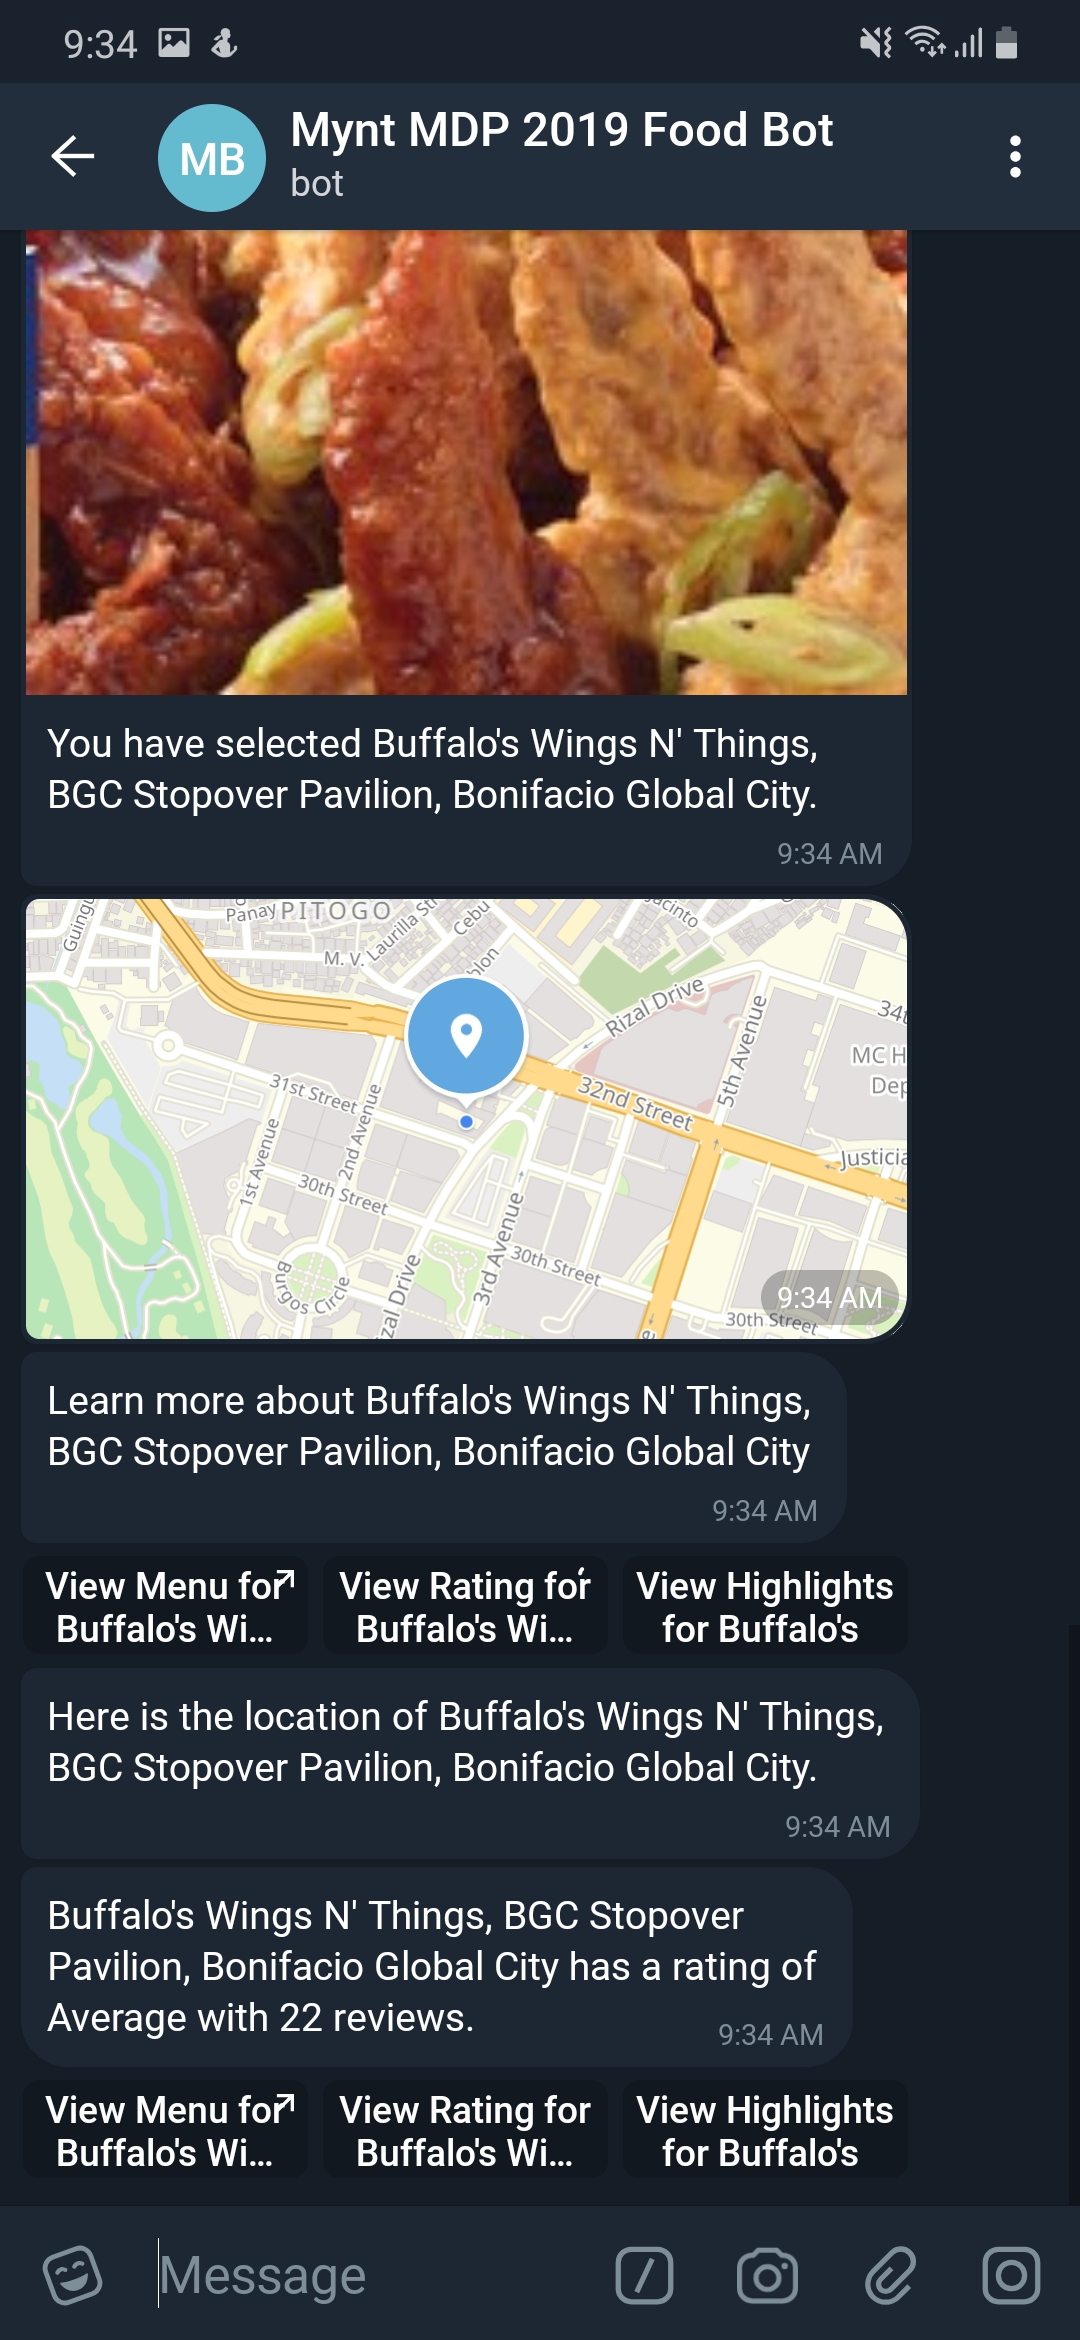 9:34
MB
Mynt MDP 2019 Food Bot
bot
You have selected Buffalo's Wings N' Things,
BGC Stopover Pavilion, Bonifacio Global City.
9:34 AM
Panay
PITOGO
M. V. Laurilla St
Cebu
Rizal Drive
5th Avenue
MC H
32nd Street
31st Street
2nd Avenue
1st Avenue
30th Street
3rd Avenue
30th Street
Burgos Circle
9:34 AM
30th Street
Learn more about Buffalo's Wings N' Things,
BGC Stopover Pavilion, Bonifacio Global City
9:34 AM
View Menu for
Buffalo's Wi...
View Rating for
Buffalo's Wi...
View Highlights
for Buffalo's
Here is the location of Buffalo's Wings N' Things,
BGC Stopover Pavilion, Bonifacio Global City.
9:34 AM
Buffalo's Wings N' Things, BGC Stopover
Pavilion, Bonifacio Global City has a rating of
Average with 22 reviews.
9:34 AM
View Menu for
Buffalo's Wi...
View Rating for
Buffalo's Wi...
View Highlights
for Buffalo's
Message